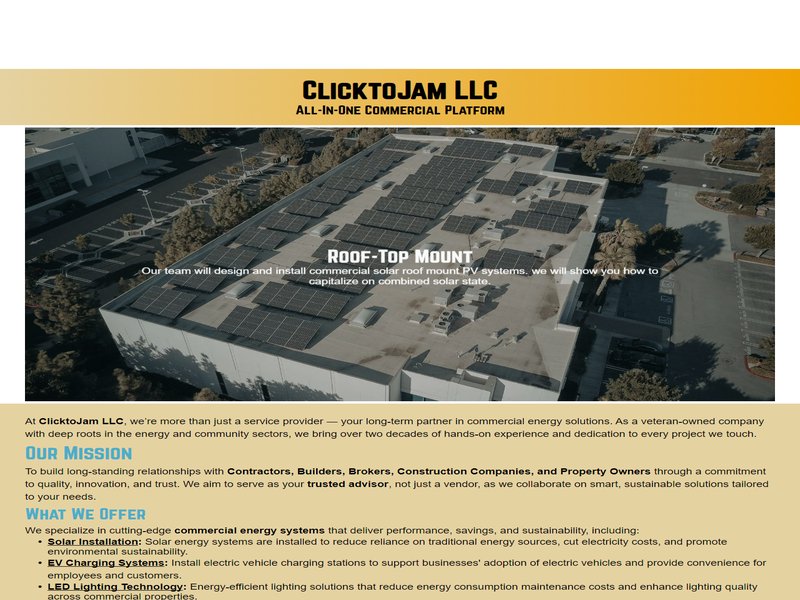 ClicktoJam LLC
All-In-One Commercial Platform
Roof-Top Mount
Our team will design and install commercial solar roof mount PV systems. we will show you how to
capitalize on combined solar state.
At ClicktoJam LLC, we're more than just a service provider — your long-term partner in commercial energy solutions. As a veteran-owned company
with deep roots in the energy and community sectors, we bring over two decades of hands-on experience and dedication to every project we touch.
Our Mission
To build long-standing relationships with Contractors, Builders, Brokers, Construction Companies, and Property Owners through a commitment
to quality, innovation, and trust. We aim to serve as your trusted advisor, not just a vendor, as we collaborate on smart, sustainable solutions tailored
to your needs.
What We Offer
We specialize in cutting-edge commercial energy systems that deliver performance, savings, and sustainability, including:
• Solar Installation: Solar energy systems are installed to reduce reliance on traditional energy sources, cut electricity costs, and promote
environmental sustainability.
• EV Charging Systems: Install electric vehicle charging stations to support businesses' adoption of electric vehicles and provide convenience for
employees and customers.
• LED Lighting Technology: Energy-efficient lighting solutions that reduce energy consumption maintenance costs and enhance lighting quality
across commercial properties.